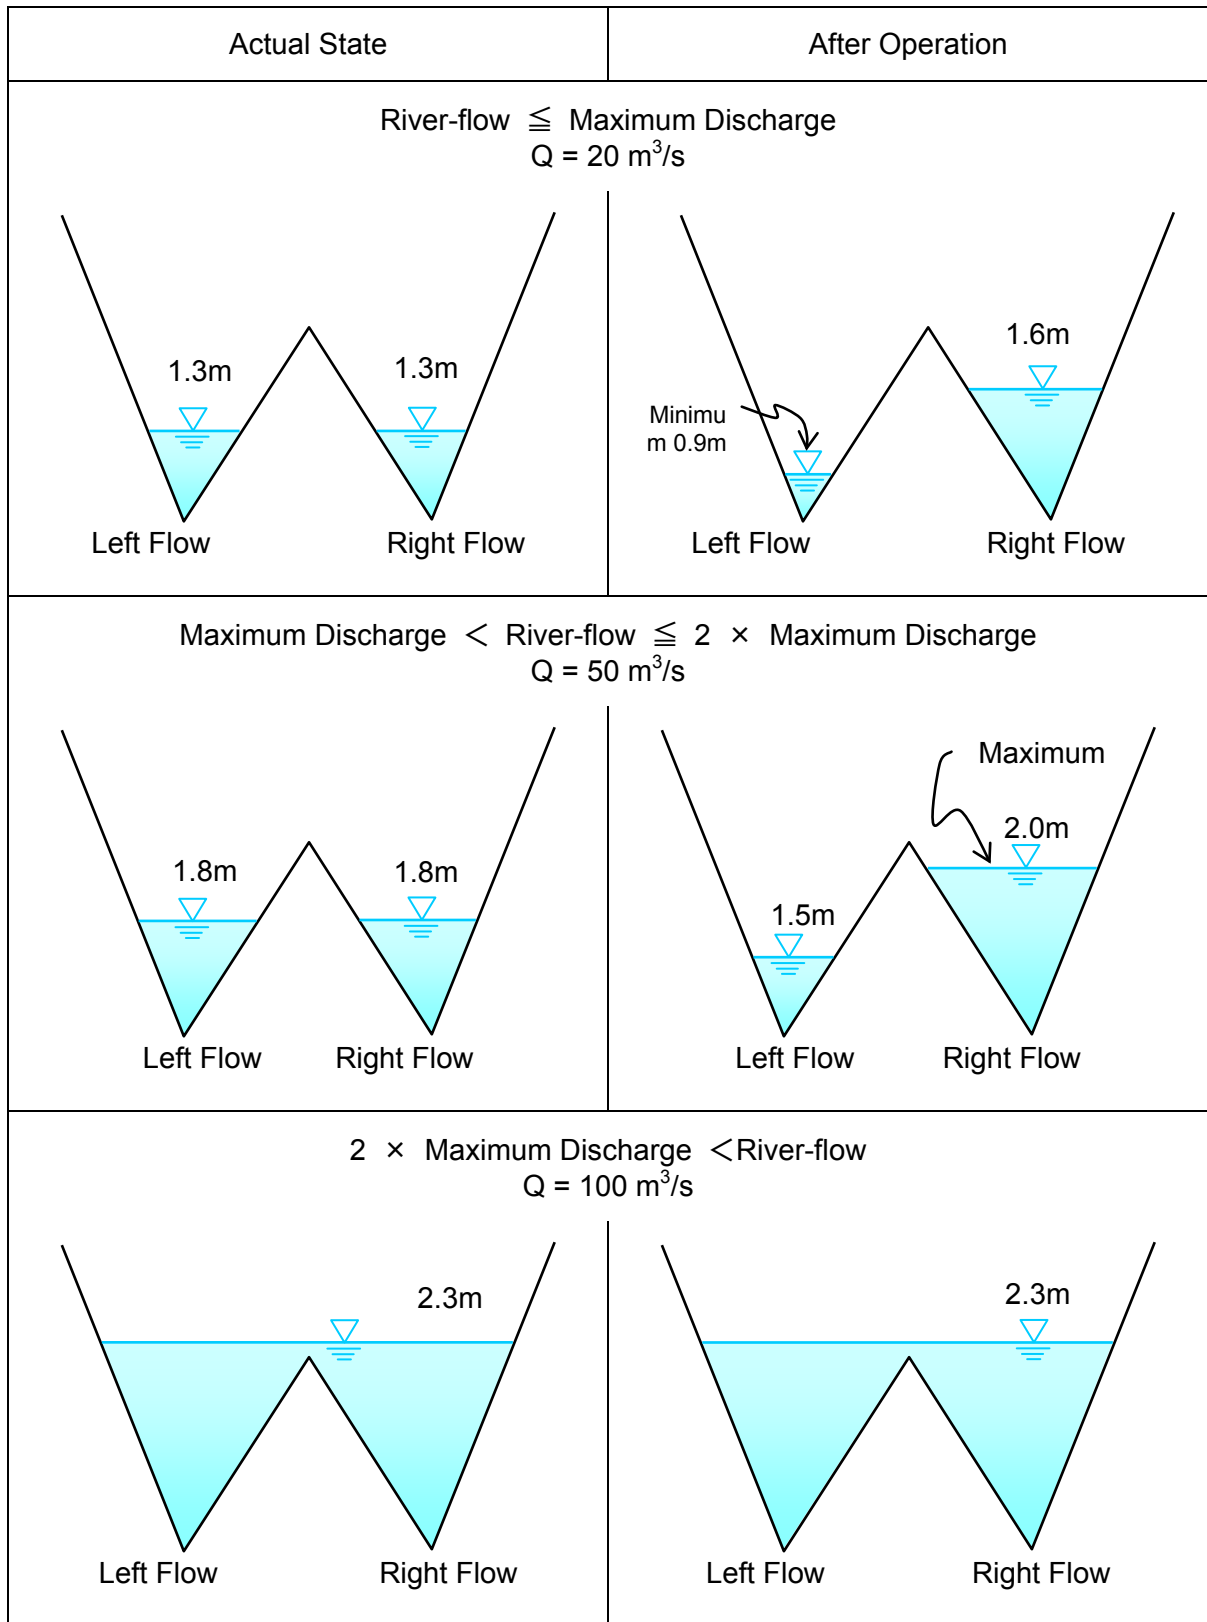 Actual State
After Operation
River-flow ≦ Maximum Discharge
Q = 20 m³/s
1.3m
1.3m
Left Flow
Right Flow
1.6m
Minimu
m 0.9m
Left Flow
Right Flow
Maximum Discharge < River-flow ≦ 2 × Maximum Discharge
Q = 50 m³/s
1.8m
1.8m
Left Flow
Right Flow
Maximum
2.0m
1.5m
Left Flow
Right Flow
2 × Maximum Discharge <River-flow
Q = 100 m³/s
2.3m
Left Flow
Right Flow
2.3m
Left Flow
Right Flow